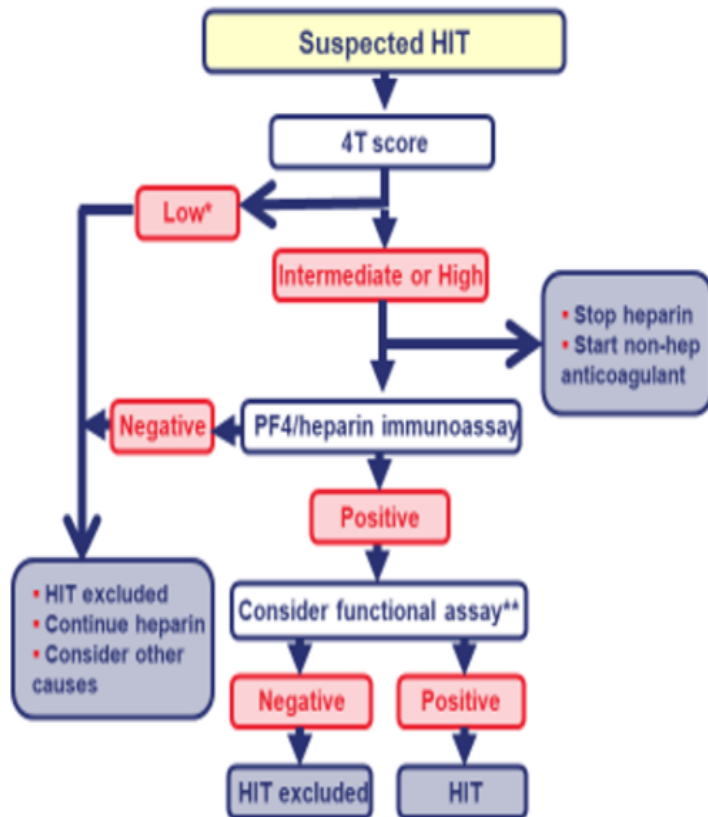 Suspected HIT
4T score
Low*
Intermediate or High
▪ Stop heparin
▪ Start non-hep
anticoagulant
Negative
PF4/heparin immunoassay
Positive
▪ HIT excluded
▪ Continue heparin
▪ Consider other
causes
Consider functional assay**
Negative
Positive
HIT excluded
HIT